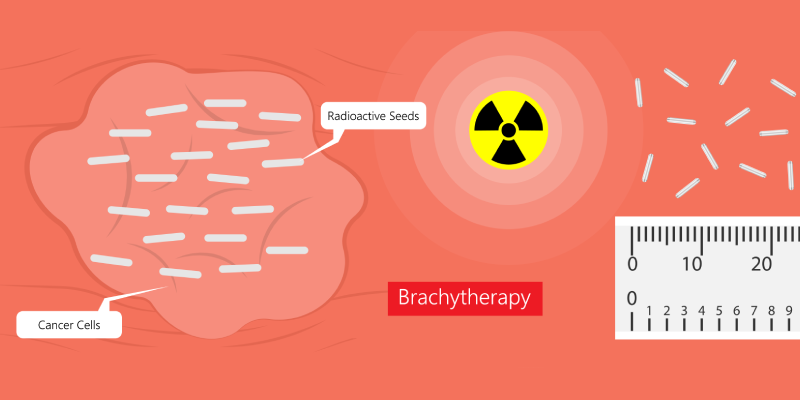 Radioactive Seeds
Cancer Cells
Brachytherapy
0 10 20
0 1 2 3 4 5 6 7 8 9